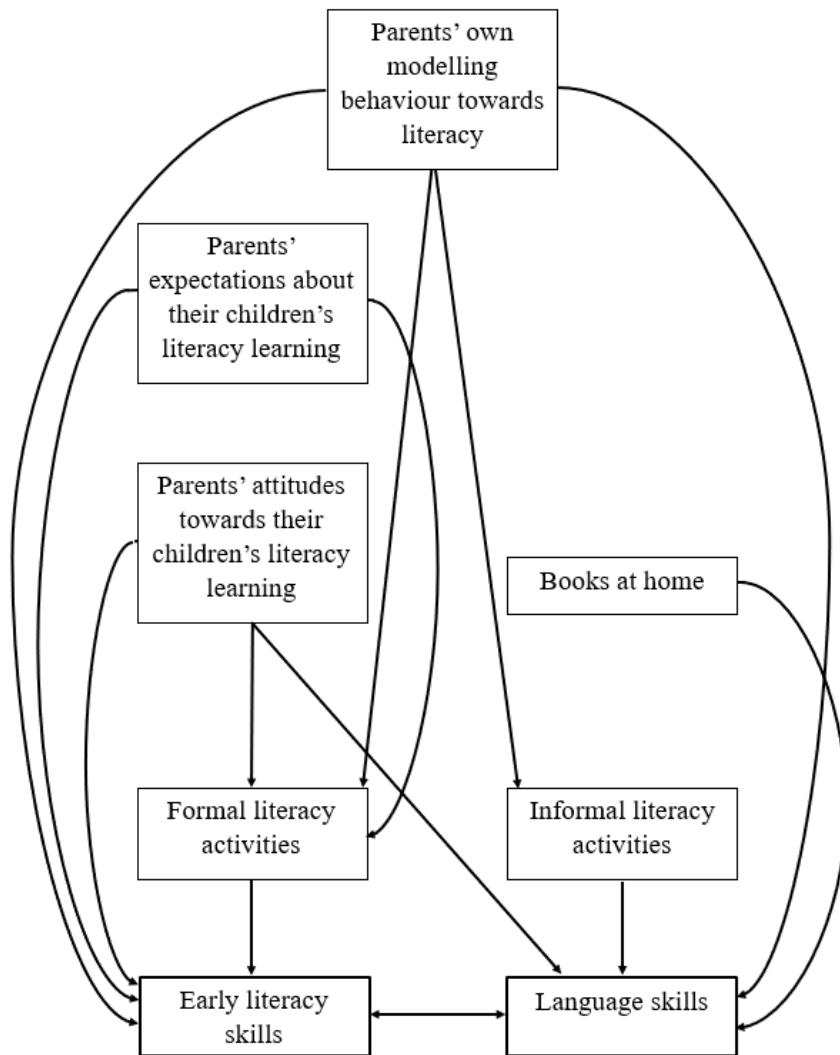 Parents’ own
modelling
behaviour towards
literacy
Parents’
expectations about
their children’s
literacy learning
Parents’ attitudes
towards their
children’s literacy
learning
Books at home
Formal literacy
activities
Informal literacy
activities
Early literacy
skills
Language skills